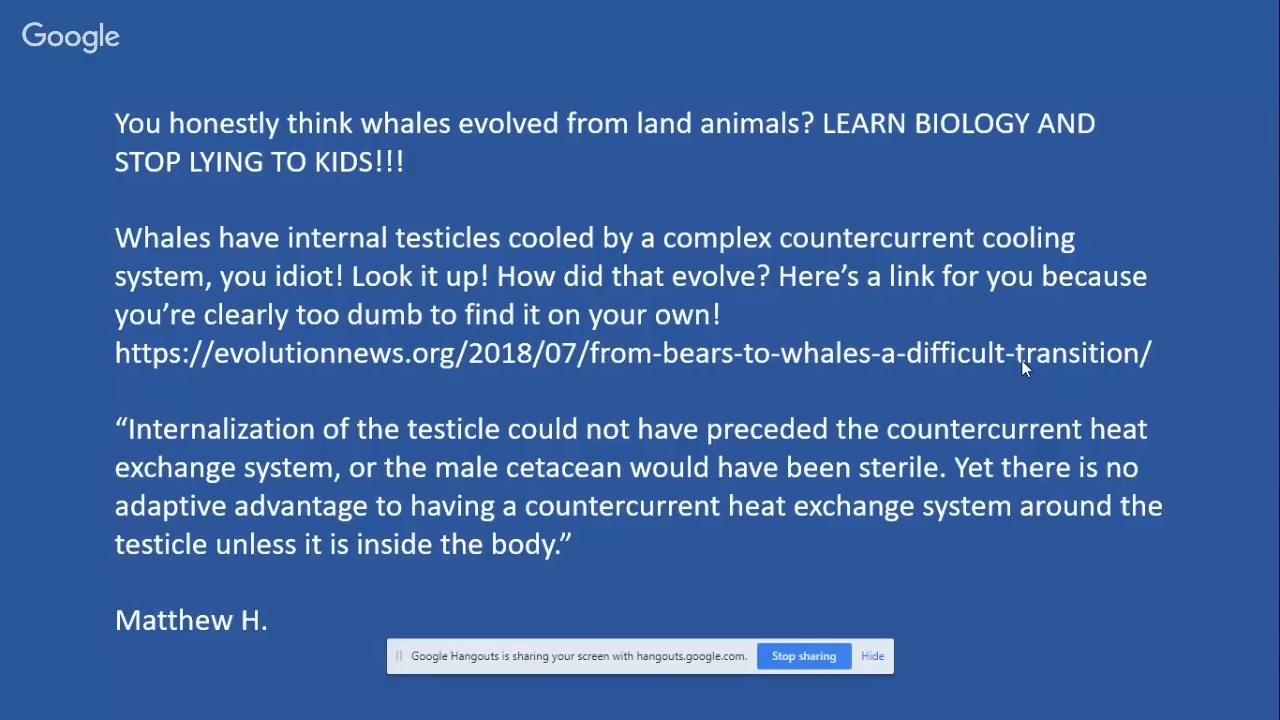 Google
You honestly think whales evolved from land animals? LEARN BIOLOGY AND
STOP LYING TO KIDS!!!
Whales have internal testicles cooled by a complex countercurrent cooling
system, you idiot! Look it up! How did that evolve? Here’s a link for you because
you’re clearly too dumb to find it on your own!
https://evolutionnews.org/2018/07/from-bears-to-whales-a-difficult-transition/
“Internalization of the testicle could not have preceded the countercurrent heat
exchange system, or the male cetacean would have been sterile. Yet there is no
adaptive advantage to having a countercurrent heat exchange system around the
testicle unless it is inside the body.”
Matthew H.
Google Hangouts is sharing your screen with hangouts.google.com. Stop sharing Hide